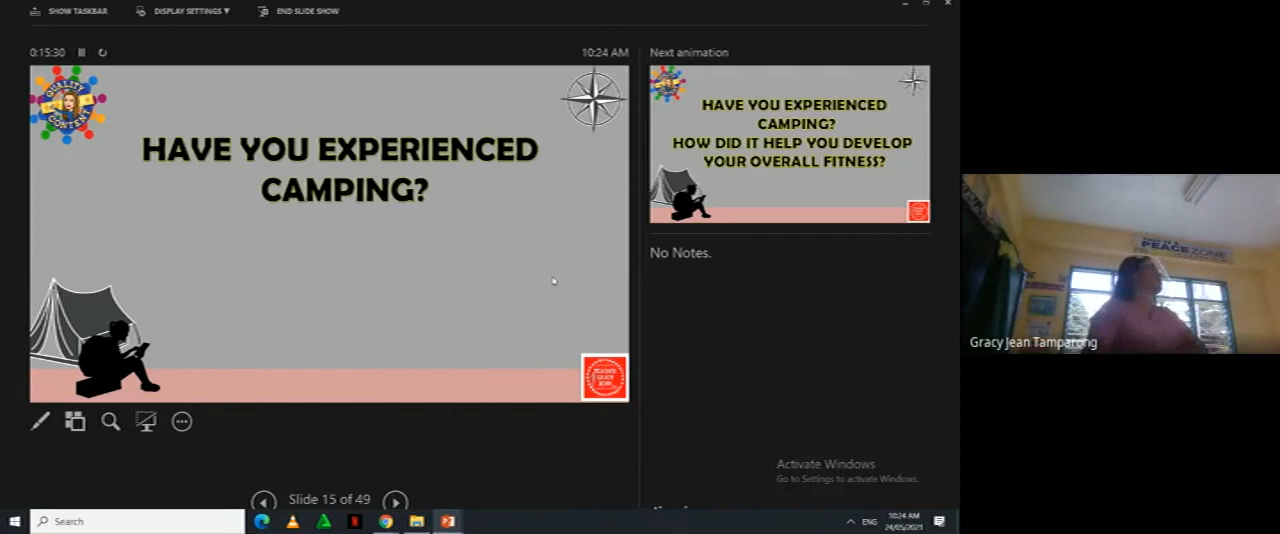 SHOW TASKBAR
DISPLAY SETTINGS ▼
END SLIDE SHOW
0:15:30
10:24 AM
QUALITY
CONTENT
HAVE YOU EXPERIENCED
CAMPING?
Next animation
HAVE YOU EXPERIENCED
CAMPING?
HOW DID IT HELP YOU DEVELOP
YOUR OVERALL FITNESS?
No Notes.
PEACE ZONE
Gracy Jean Tamparong
Activate Windows
Go to Settings to activate Windows.
Slide 15 of 49
Search
ENG
10:24 AM
24/05/2021